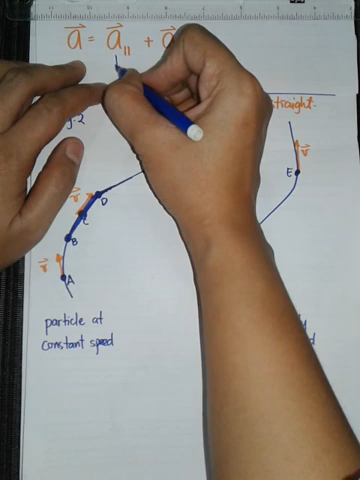 a⃗ = a⃗ ∥ + a⃗
straight.
v⃗
E
v⃗
D
C
B
v⃗
A
particle at
constant speed